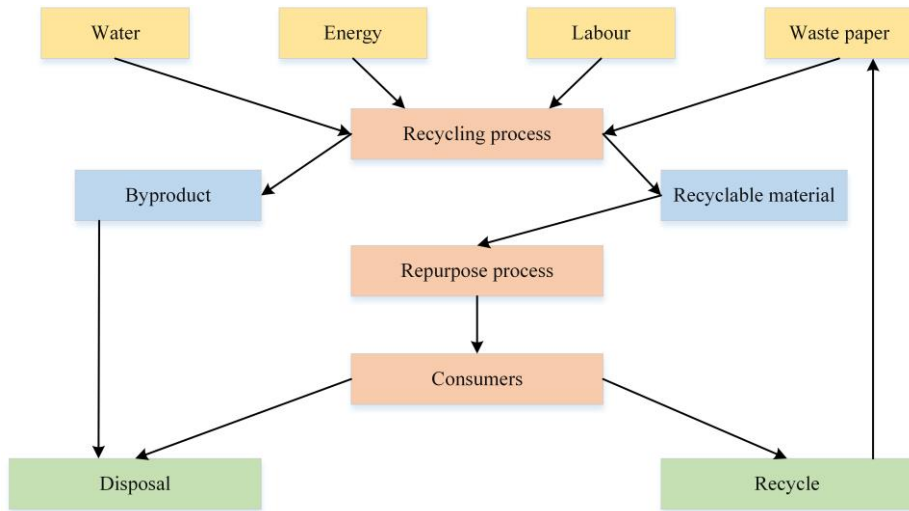 Water
Energy
Labour
Waste paper
Recycling process
Byproduct
Recyclable material
Repurpose process
Consumers
Disposal
Recycle